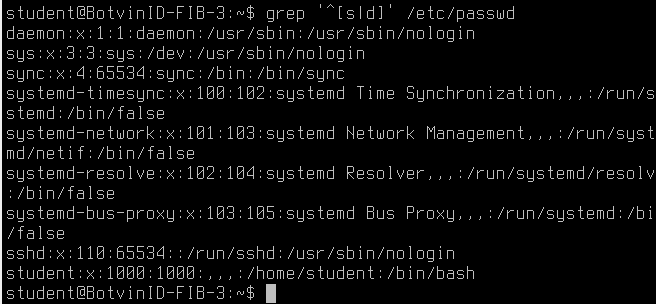 student@BotvinID-FIB-3:~$ grep '^[s|d]' /etc/passwd
daemon:x:1:1:daemon:/usr/sbin:/usr/sbin/nologin
sys:x:3:3:sys:/dev:/usr/sbin/nologin
sync:x:4:65534:sync:/bin:/bin/sync
systemd-timesync:x:100:102:systemd Time Synchronization,,,:/run/s
stemd:/bin/false
systemd-network:x:101:103:systemd Network Management,,,:/run/syst
md/netif:/bin/false
systemd-resolve:x:102:104:systemd Resolver,,,:/run/systemd/resolv
:/bin/false
systemd-bus-proxy:x:103:105:systemd Bus Proxy,,,:/run/systemd:/bi
/false
sshd:x:110:65534::/run/sshd:/usr/sbin/nologin
student:x:1000:1000:,,,:/home/student:/bin/bash
student@BotvinID-FIB-3:~$